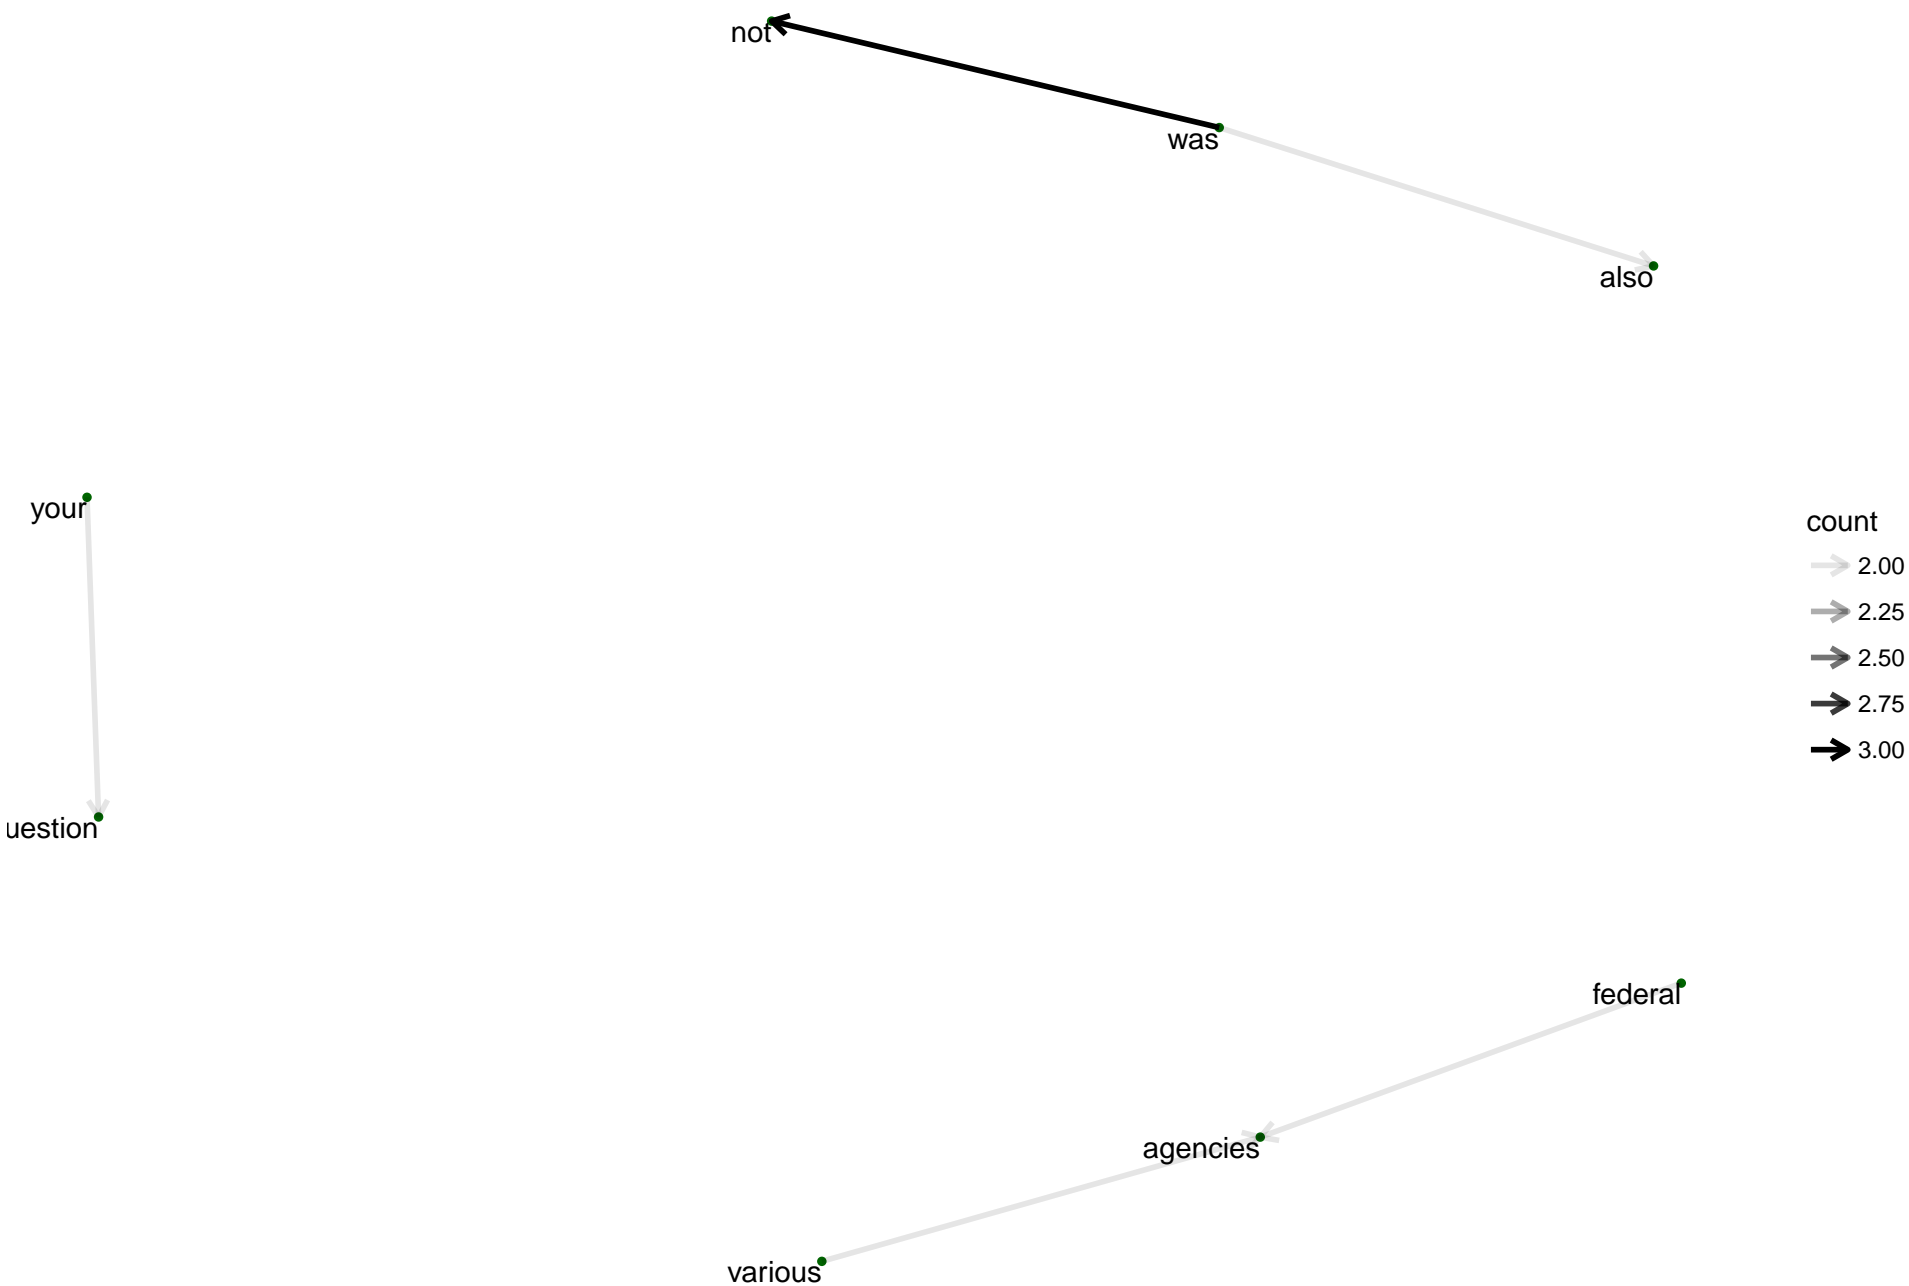 not
was
also
your
count
2.00
2.25
2.50
2.75
uestion
3.00
federal
agencies
various